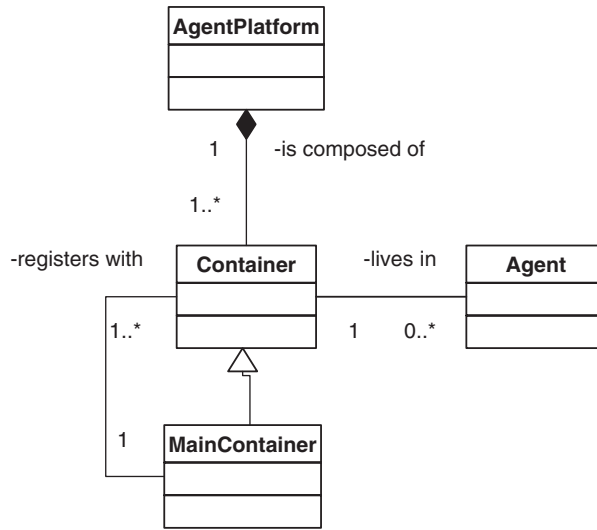 AgentPlatform
1
-is composed of
1..*
-registers with
Container
-lives in
Agent
1..*
1
0..*
1
MainContainer